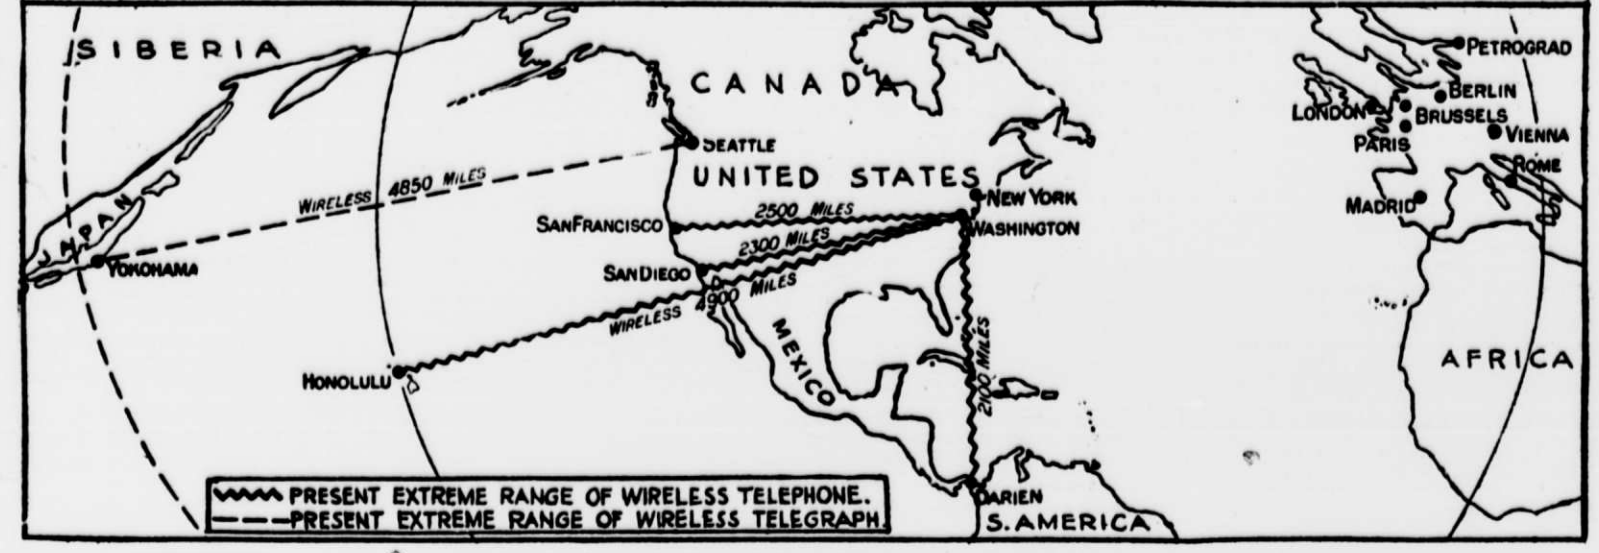 SIBERIA
CANADA
PETROGRAD
BERLIN
LONDON
BRUSSELS
VIENNA
PARIS
SEATTLE
ROME
UNITED STATES
WIRELESS 4850 MILES
NEW YORK
MADRID
JAPAN
2500 MILES
SAN FRANCISCO
WASHINGTON
2300 MILES
YOKOHAMA
SAN DIEGO
WIRELESS 4900 MILES
MEXICO
2100 MILES
AFRICA
HONOLULU
DARIEN
S. AMERICA
PRESENT EXTREME RANGE OF WIRELESS TELEPHONE.
PRESENT EXTREME RANGE OF WIRELESS TELEGRAPH.